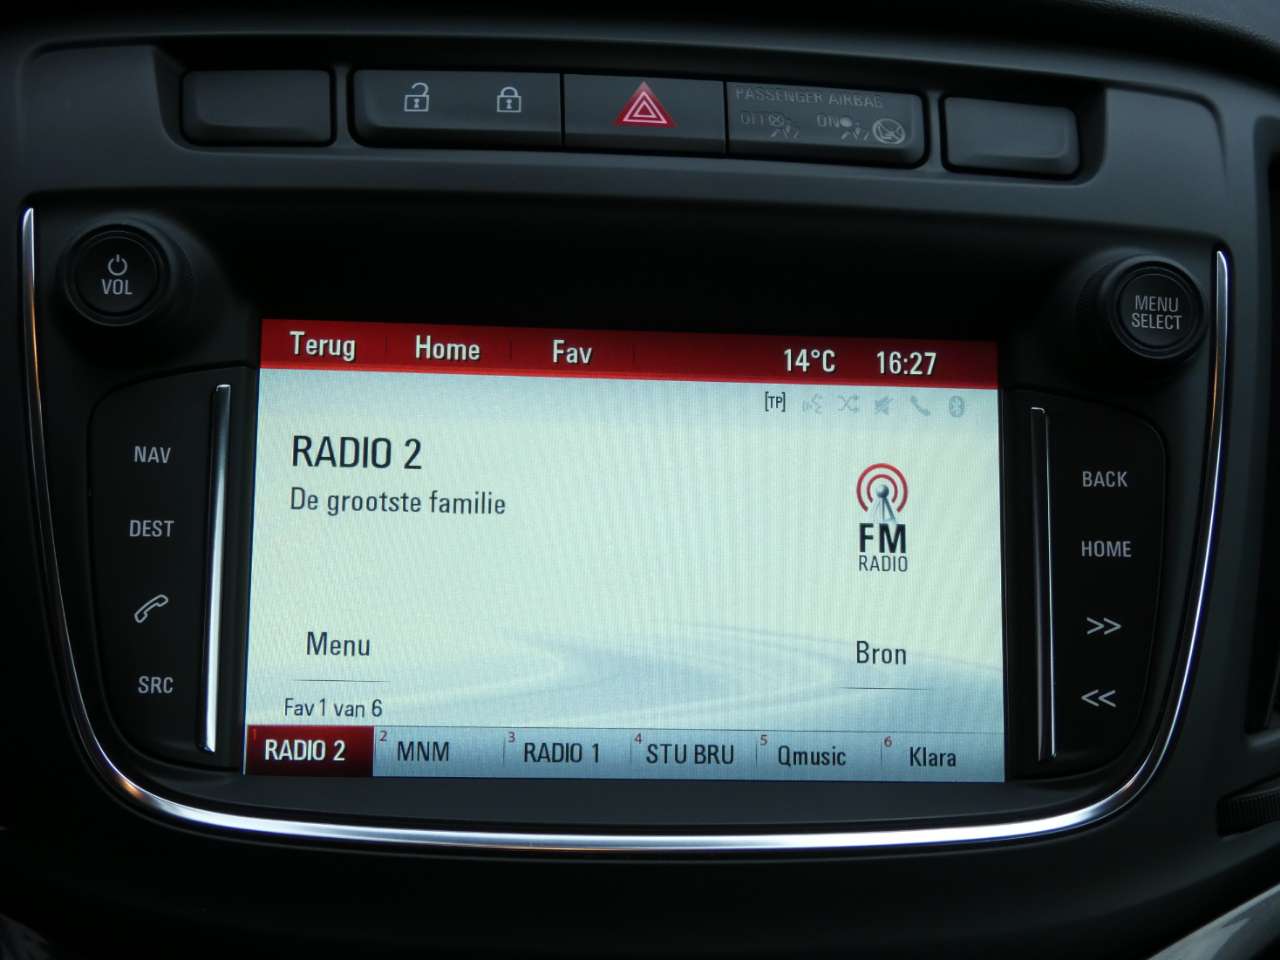 PASSENGER AIRBAG
OFF ON
VOL
MENU
SELECT
Terug Home Fav 14°C 16:27
[TP]
RADIO 2
De grootste familie
FM
RADIO
NAV
DEST
SRC
BACK
HOME
>>
<<
Menu Bron
Fav 1 van 6
1 RADIO 2 2 MNM 3 RADIO 1 4 STU BRU 5 Qmusic 6 Klara